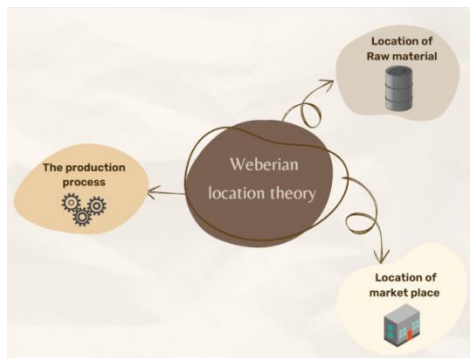 Location of
Raw material
Weberian
location theory
The production
process
Location of
market place